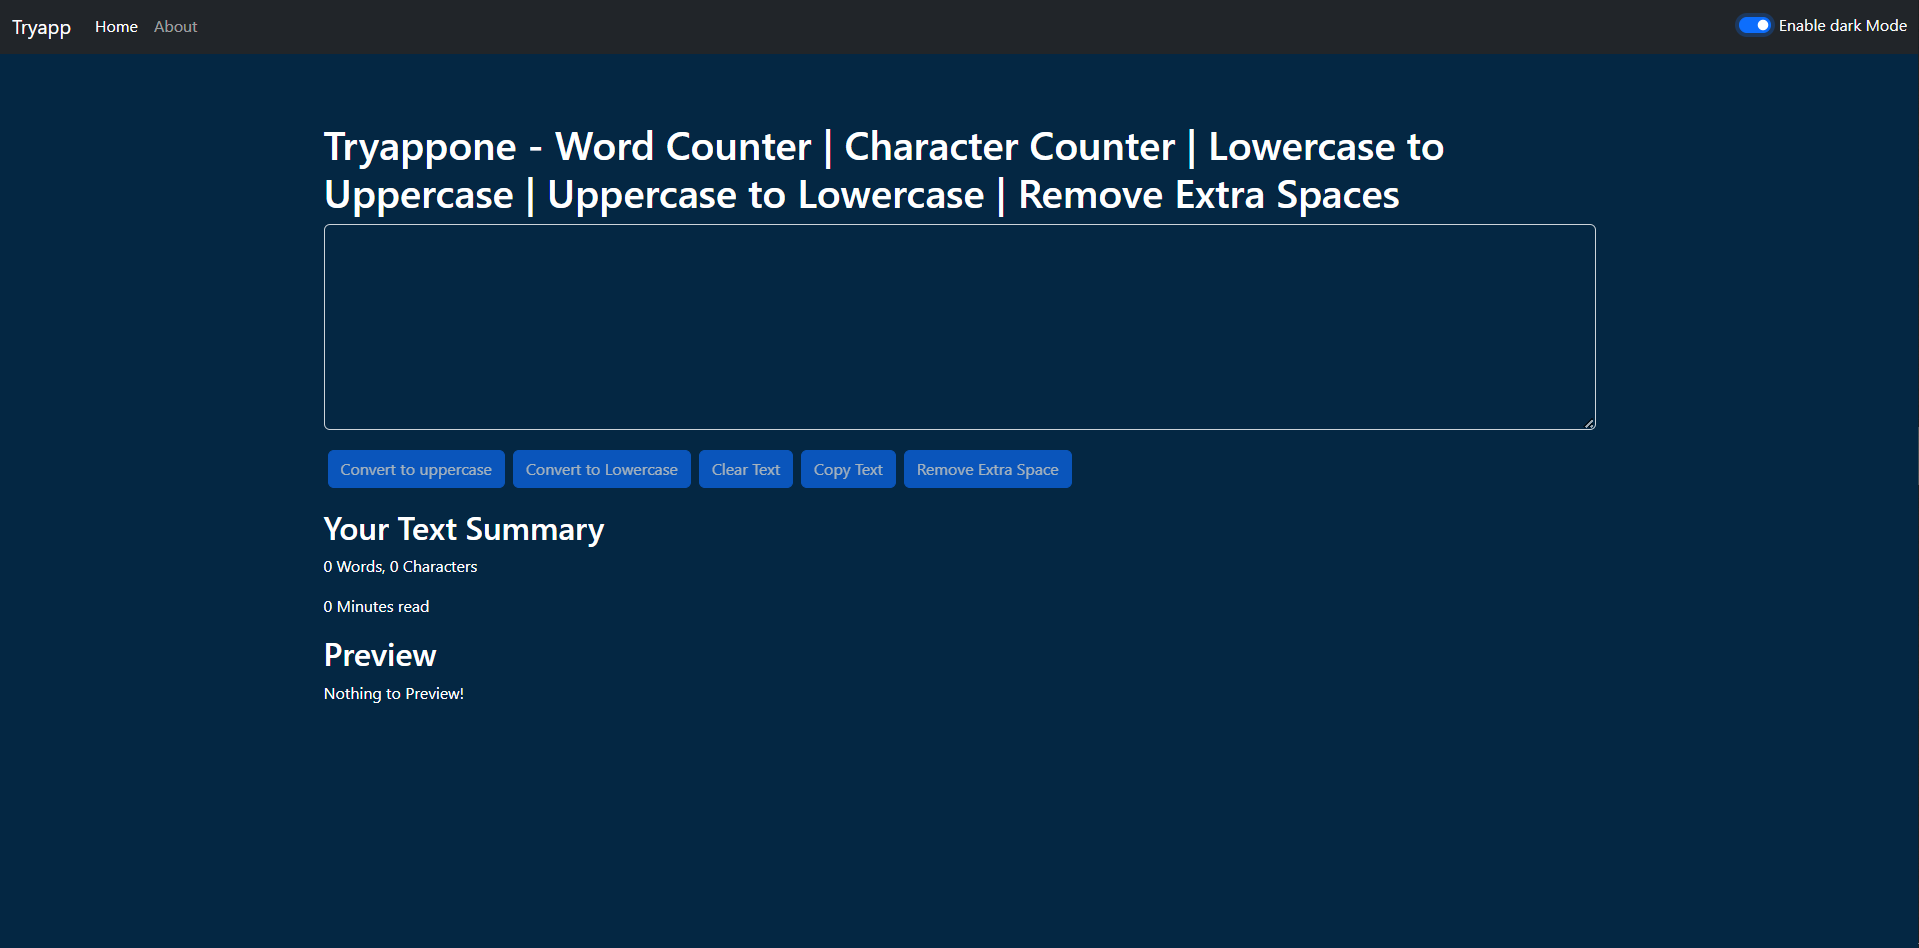 Tryapp Home About Enable dark Mode
Tryappone - Word Counter | Character Counter | Lowercase to
Uppercase | Uppercase to Lowercase | Remove Extra Spaces
Convert to uppercase Convert to Lowercase Clear Text Copy Text Remove Extra Space
Your Text Summary
0 Words, 0 Characters
0 Minutes read
Preview
Nothing to Preview!